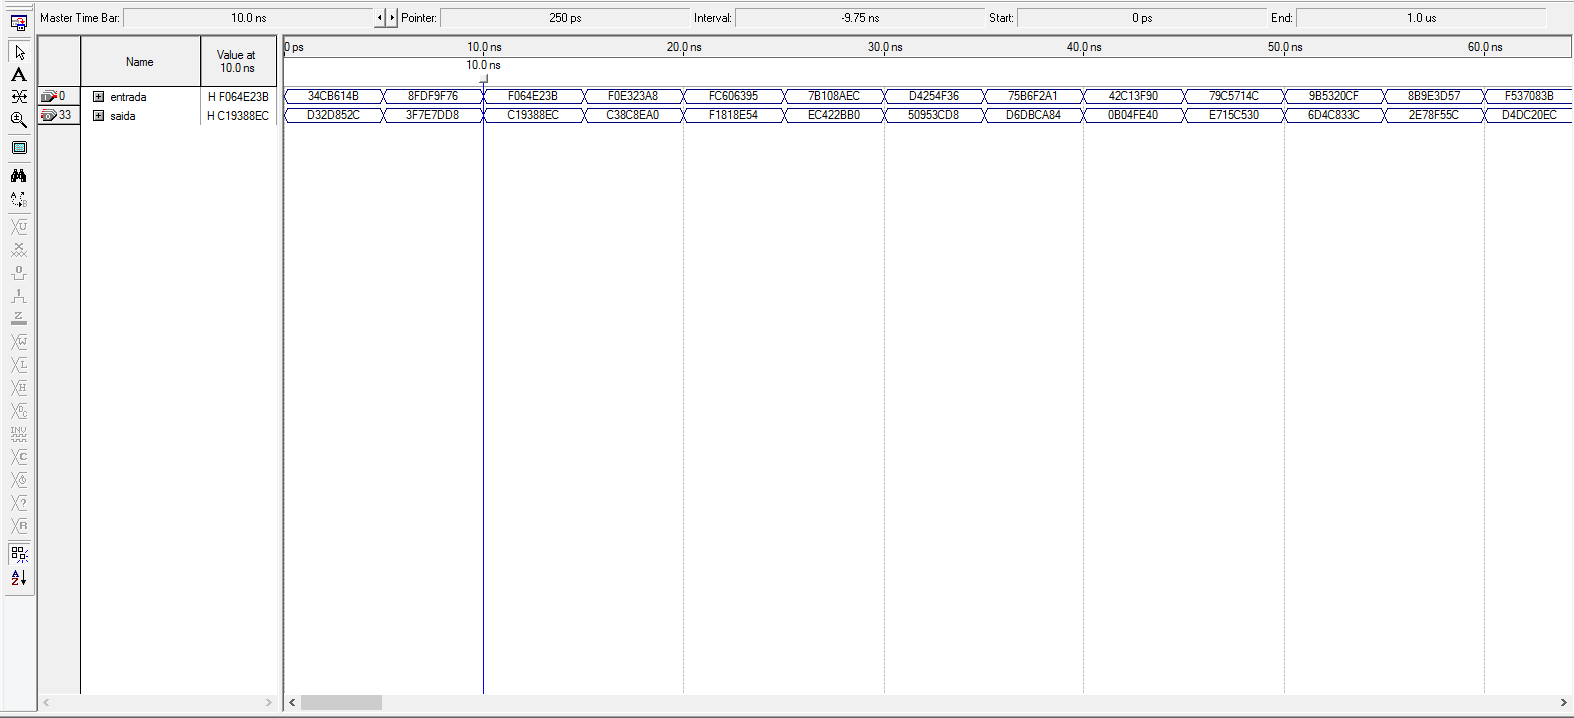 Master Time Bar: 10.0 ns Pointer: 250 ps Interval: -9.75 ns Start: 0 ps End: 1.0 us
Name Value at 10.0 ns
0 ps 10.0 ns 20.0 ns 30.0 ns 40.0 ns 50.0 ns 60.0 ns
10.0 ns
0 entrada H F064E23B 34CB614B 8FDF9F76 F064E23B F0E323A8 FC606395 7B108AEC D4254F36 75B6F2A1 42C13F90 79C5714C 9B5320CF 8B9E3D57 F537083B
33 saida H C19388EC D32D852C 3F7E7DD8 C19388EC C38C8EA0 F1818E54 EC422BB0 50953CD8 D6DBCA84 0B04FE40 E715C530 6D4C833C 2E78F55C D4DC20EC